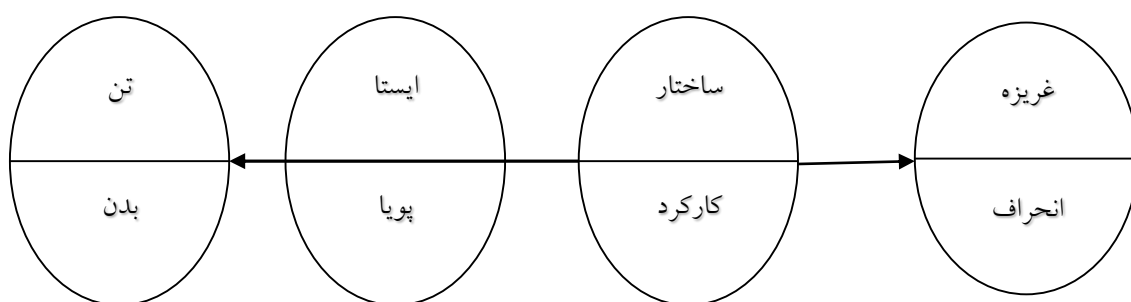 غریزه
ساختار
ایستا
تن
انحراف
کارکرد
پویا
بدن